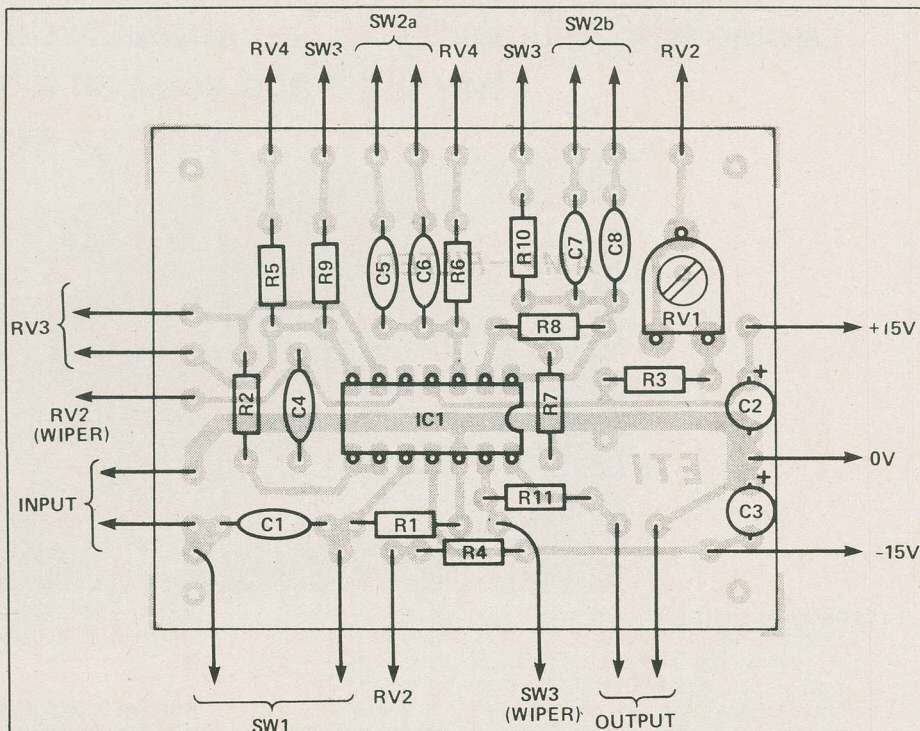 SW2a
SW2b
RV4
SW3
RV4
SW3
RV2
R5
R9
C5
C6
R6
R10
C7
C8
RV1
RV3
R8
+15V
R2
C4
IC1
R7
R3
+
C2
RV2
(WIPER)
0V
ETI
INPUT
R11
+
C3
C1
R1
R4
-15V
SW1
RV2
SW3
(WIPER)
OUTPUT